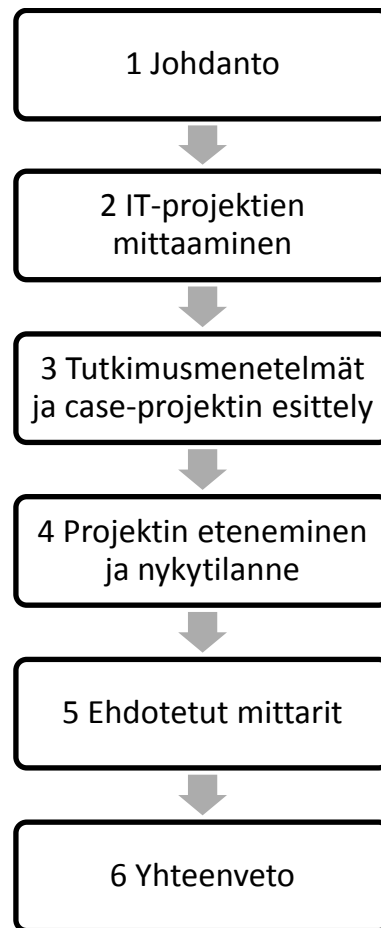 1 Johdanto
2 IT-projektien
mittaaminen
3 Tutkimusmenetelmät
ja case-projektin esittely
4 Projektin eteneminen
ja nykytilanne
5 Ehdotetut mittarit
6 Yhteenveto